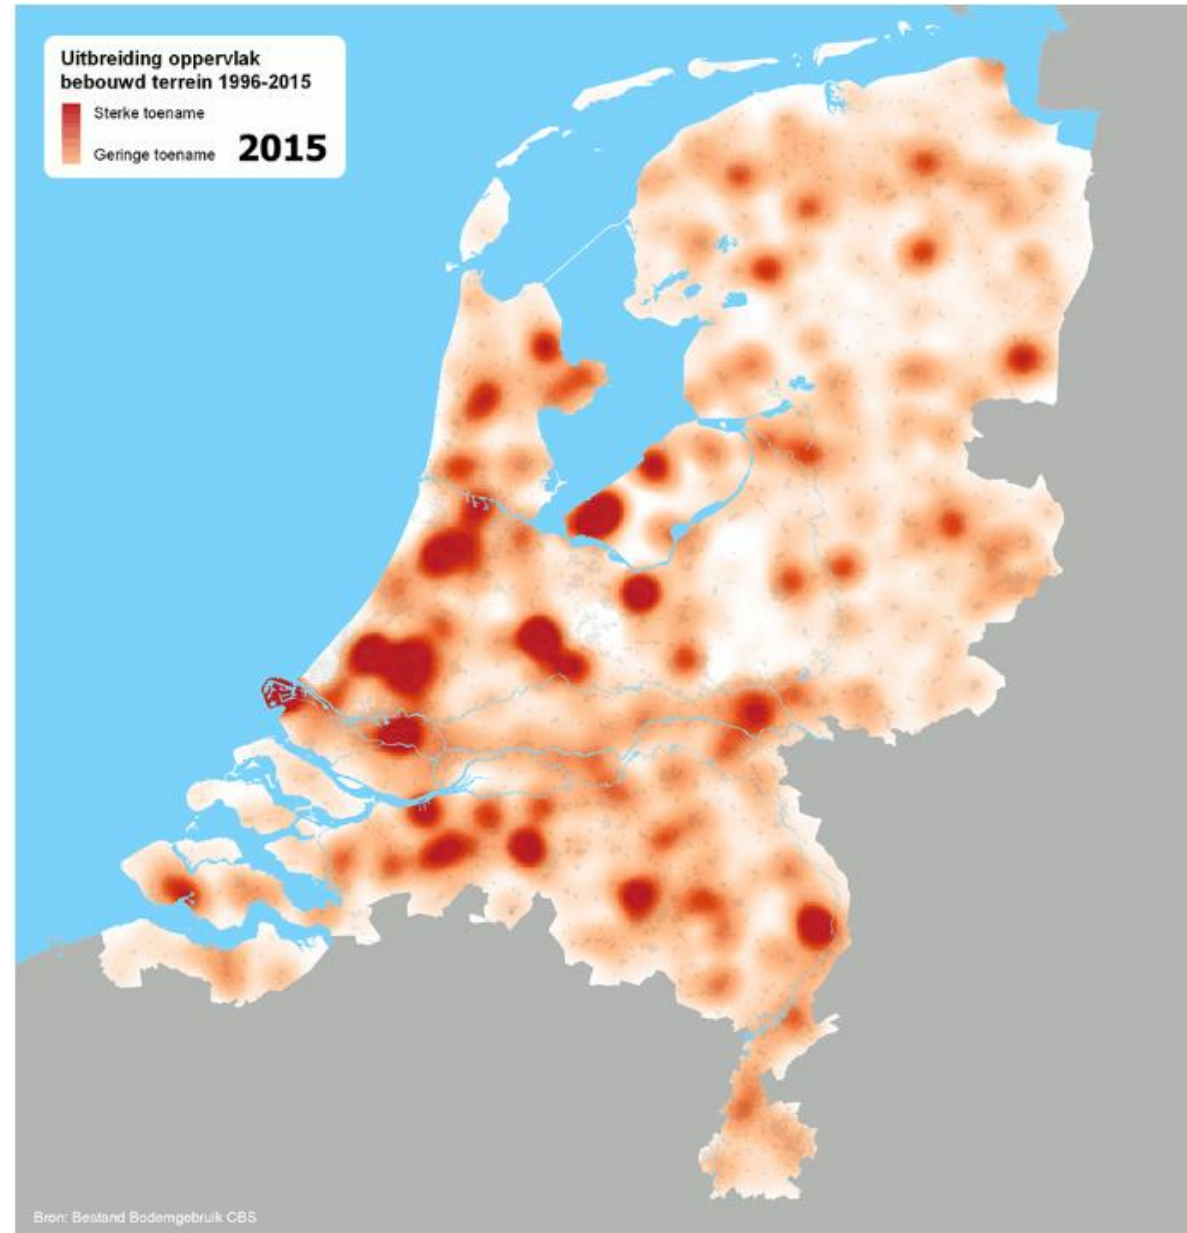 Uitbreiding oppervlak
bebouwd terrein 1996-2015
Sterke toename
Geringe toename 2015
Bron: Bestand Bodemgebruik CBS